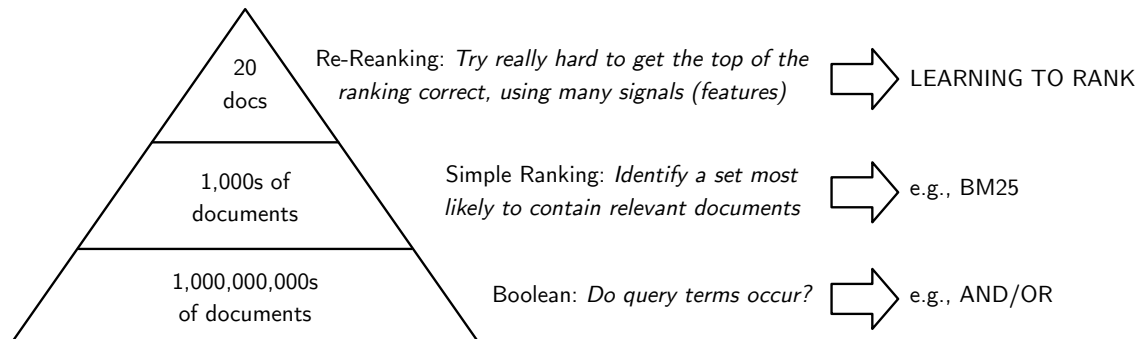 20
docs
Re-Reanking: Try really hard to get the top of the
ranking correct, using many signals (features)
LEARNING TO RANK
1,000s of
documents
Simple Ranking: Identify a set most
likely to contain relevant documents
e.g., BM25
1,000,000,000s
of documents
Boolean: Do query terms occur?
e.g., AND/OR